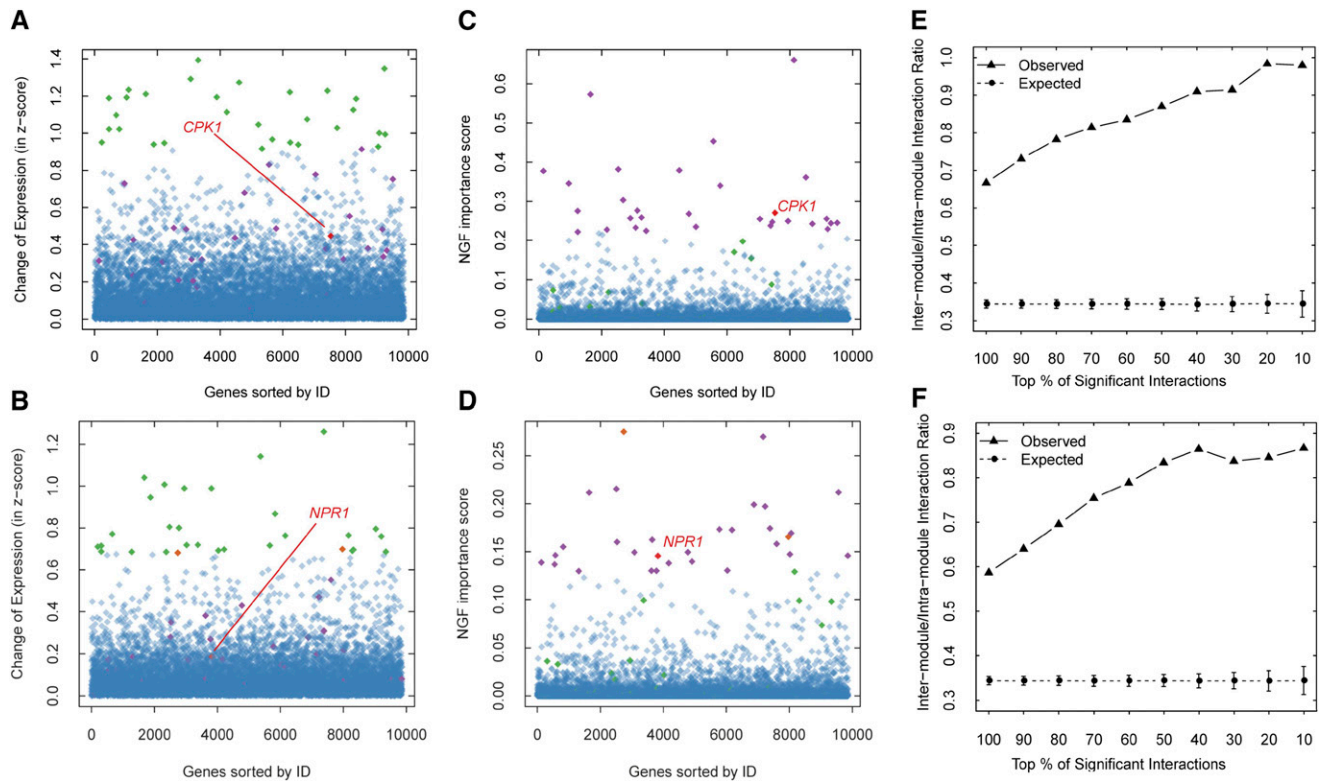 A
Change of Expression (in z-score)
1.4
1.2
1.0
0.8
0.6
0.4
0.2
0.0
CPK1
0 2000 4000 6000 8000 10000
Genes sorted by ID
B
Change of Expression (in z-score)
1.2
1.0
0.8
0.6
0.4
0.2
0.0
NPR1
0 2000 4000 6000 8000 10000
Genes sorted by ID
C
NGF importance score
0.6
0.5
0.4
0.3
0.2
0.1
0.0
CPK1
0 2000 4000 6000 8000 10000
Genes sorted by ID
D
NGF importance score
0.25
0.20
0.15
0.10
0.05
0.00
NPR1
0 2000 4000 6000 8000 10000
Genes sorted by ID
E
Inter-module/Intra-module Interaction Ratio
1.0
0.9
0.8
0.7
0.6
0.5
0.4
0.3
Observed
Expected
100 90 80 70 60 50 40 30 20 10
Top % of Significant Interactions
F
Inter-module/Intra-module Interaction Ratio
0.9
0.8
0.7
0.6
0.5
0.4
0.3
Observed
Expected
100 90 80 70 60 50 40 30 20 10
Top % of Significant Interactions